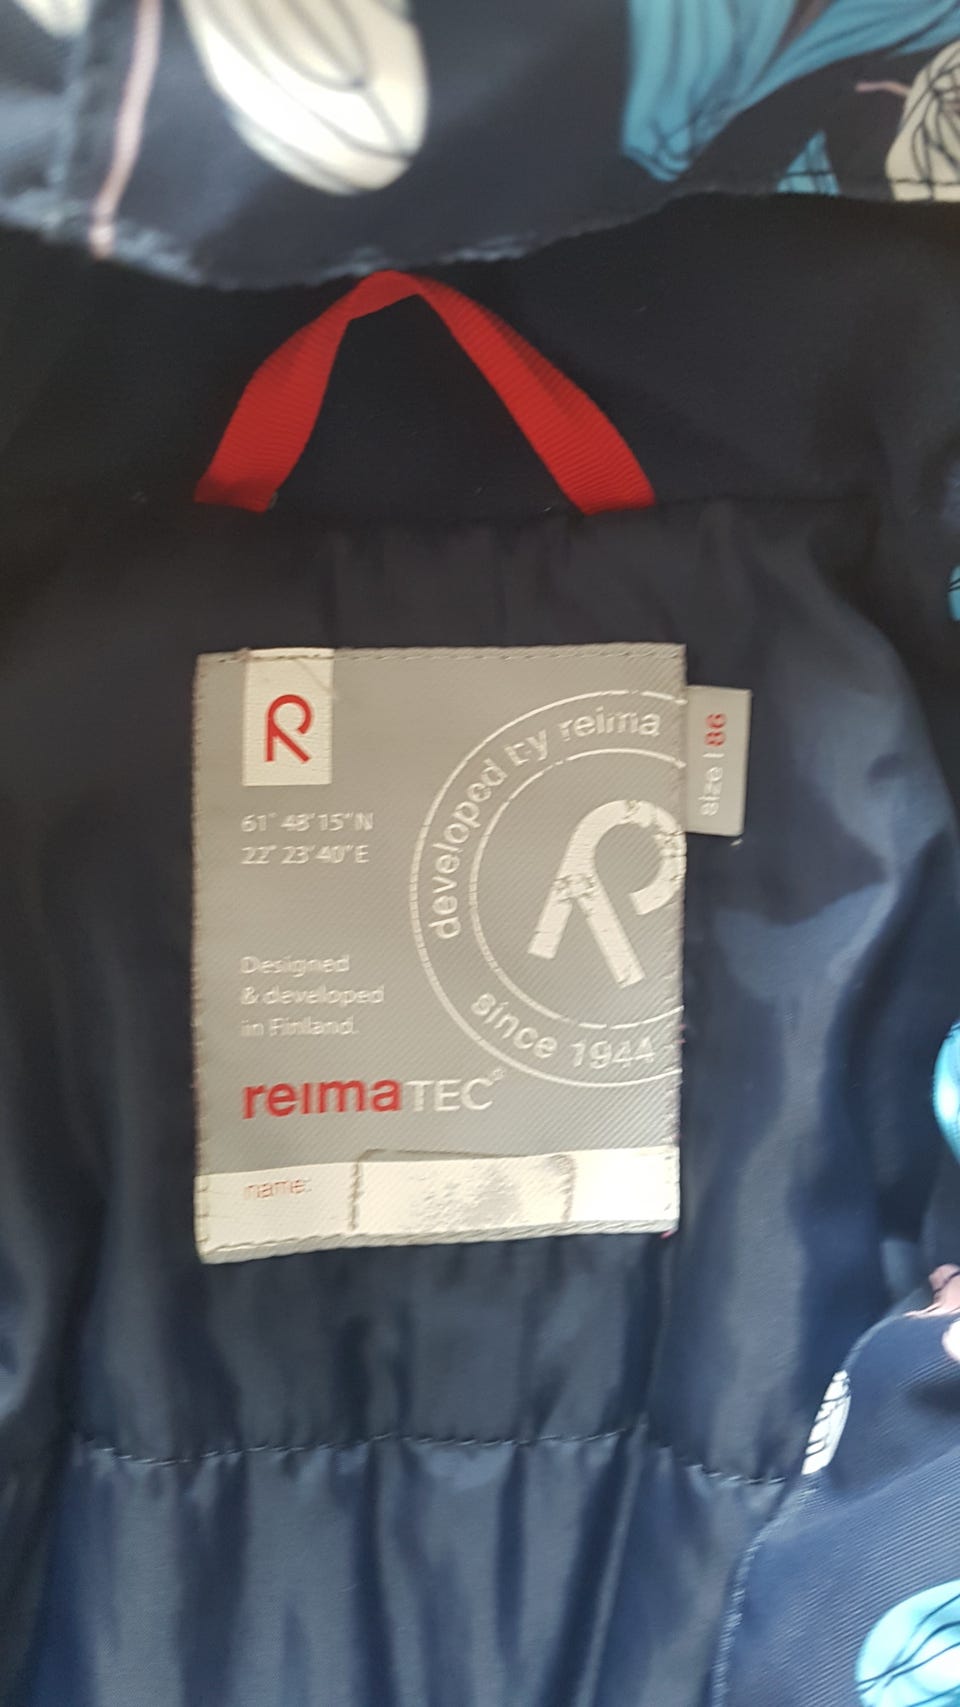 R
61° 48' 15" N
22° 23' 40" E
developed by reima
since 1944
size | 86
Designed
& developed
in Finland.
reimaTEC®
name: